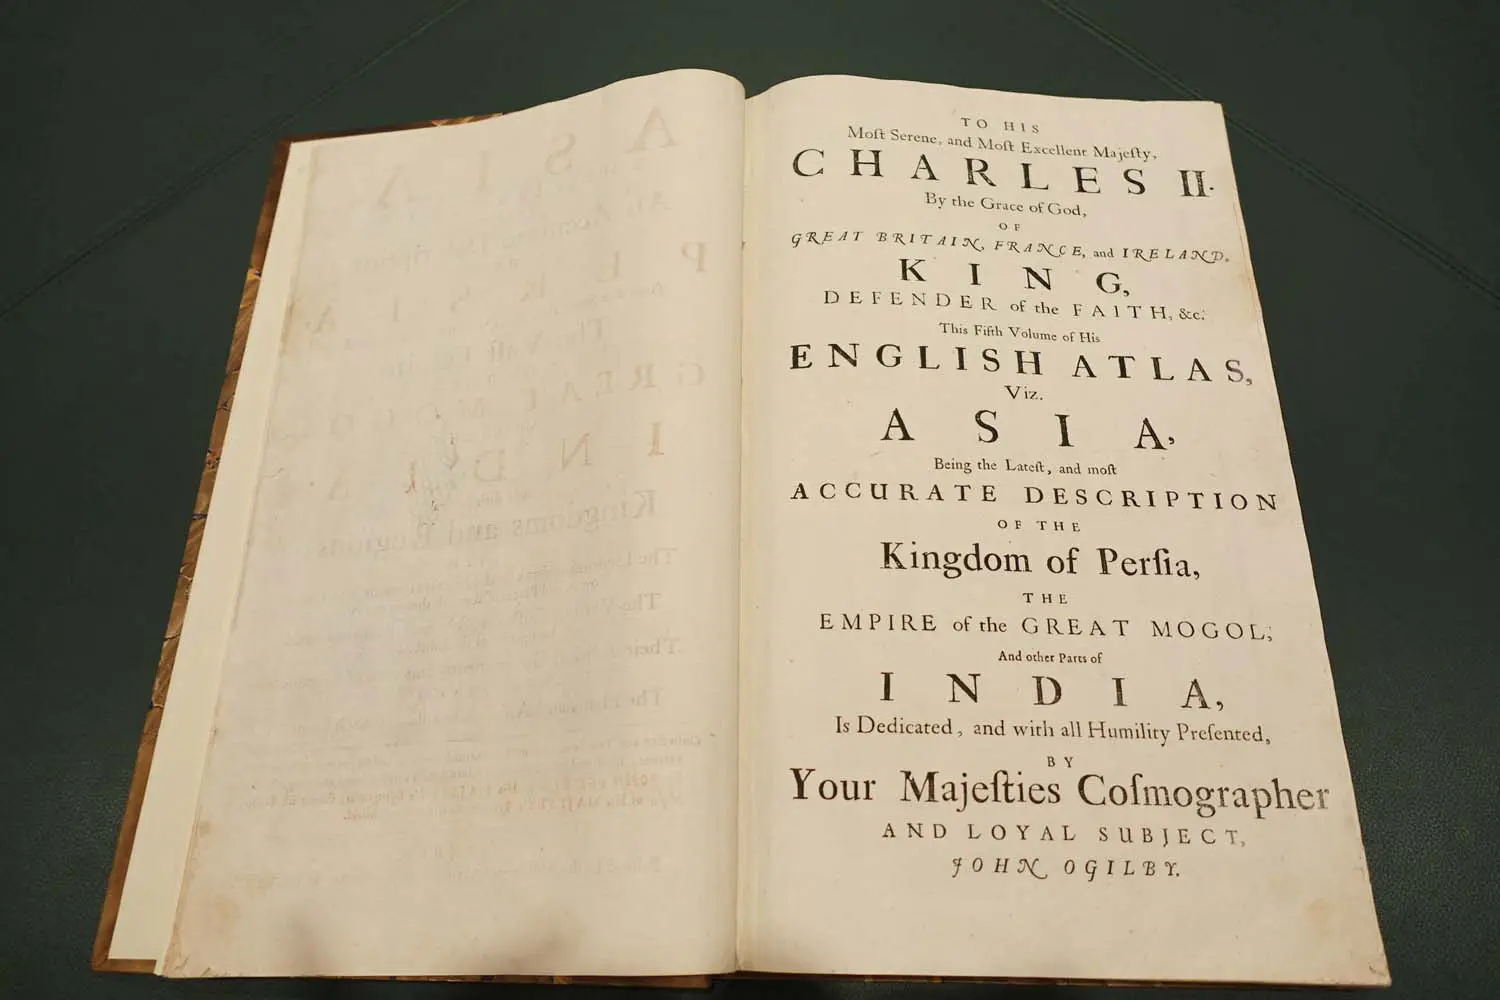 TO HIS
Moſt Serene, and Moſt Excellent Majeſty,
CHARLES II.
By the Grace of God,
OF
GREAT BRITAIN, FRANCE, and IRELAND,
KING,
DEFENDER of the FAITH, &c.
This Fifth Volume of His
ENGLISH ATLAS,
Viz.
ASIA,
Being the Lateſt, and moſt
ACCURATE DESCRIPTION
OF THE
Kingdom of Perſia,
THE
EMPIRE of the GREAT MOGOL;
And other Parts of
INDIA,
Is Dedicated, and with all Humility Preſented,
BY
Your Majeſties Coſmographer
AND LOYAL SUBJECT,
JOHN OGILBY.